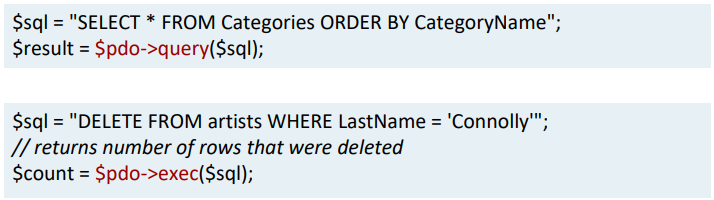 $sql = "SELECT * FROM Categories ORDER BY CategoryName";
$result = $pdo->query($sql);
$sql = "DELETE FROM artists WHERE LastName = 'Connolly'";
// returns number of rows that were deleted
$count = $pdo->exec($sql);